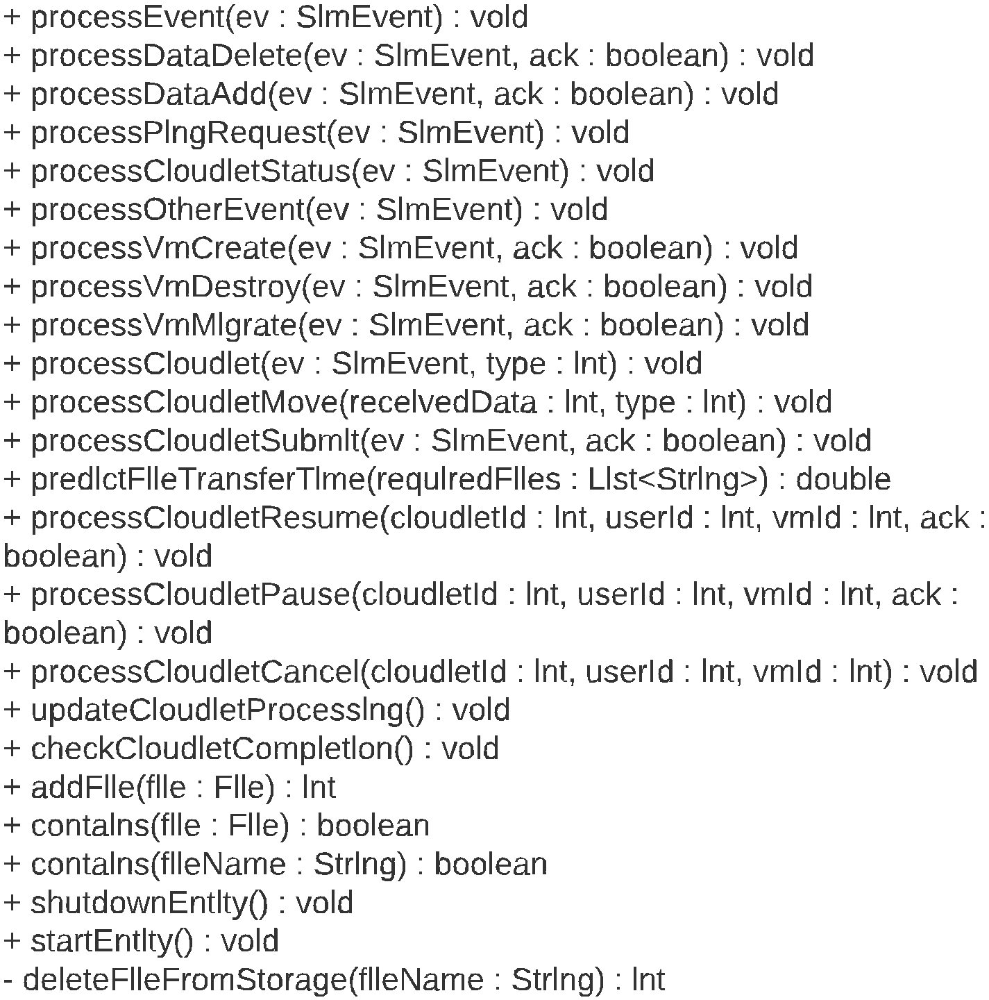 + processEvent(ev : SlmEvent) : vold
+ processDataDelete(ev : SlmEvent, ack : boolean) : vold
+ processDataAdd(ev : SlmEvent, ack : boolean) : vold
+ processPlngRequest(ev : SlmEvent) : vold
+ processCloudletStatus(ev : SlmEvent) : vold
+ processOtherEvent(ev : SlmEvent) : vold
+ processVmCreate(ev : SlmEvent, ack : boolean) : vold
+ processVmDestroy(ev : SlmEvent, ack : boolean) : vold
+ processVmMlgrate(ev : SlmEvent, ack : boolean) : vold
+ processCloudlet(ev : SlmEvent, type : lnt) : vold
+ processCloudletMove(recelvedData : lnt, type : lnt) : vold
+ processCloudletSubmlt(ev : SlmEvent, ack : boolean) : vold
+ predlctFlleTransferTlme(requlredFlles : Llst<Strlng>) : double
+ processCloudletResume(cloudletId : lnt, userId : lnt, vmId : lnt, ack :
boolean) : vold
+ processCloudletPause(cloudletId : lnt, userId : lnt, vmId : lnt, ack :
boolean) : vold
+ processCloudletCancel(cloudletId : lnt, userId : lnt, vmId : lnt) : vold
+ updateCloudletProcesslng() : vold
+ checkCloudletCompletlon() : vold
+ addFlle(flle : Flle) : lnt
+ contalns(flle : Flle) : boolean
+ contalns(flleName : Strlng) : boolean
+ shutdownEntlty() : vold
+ startEntlty() : vold
- deleteFlleFromStorage(flleName : Strlng) : lnt